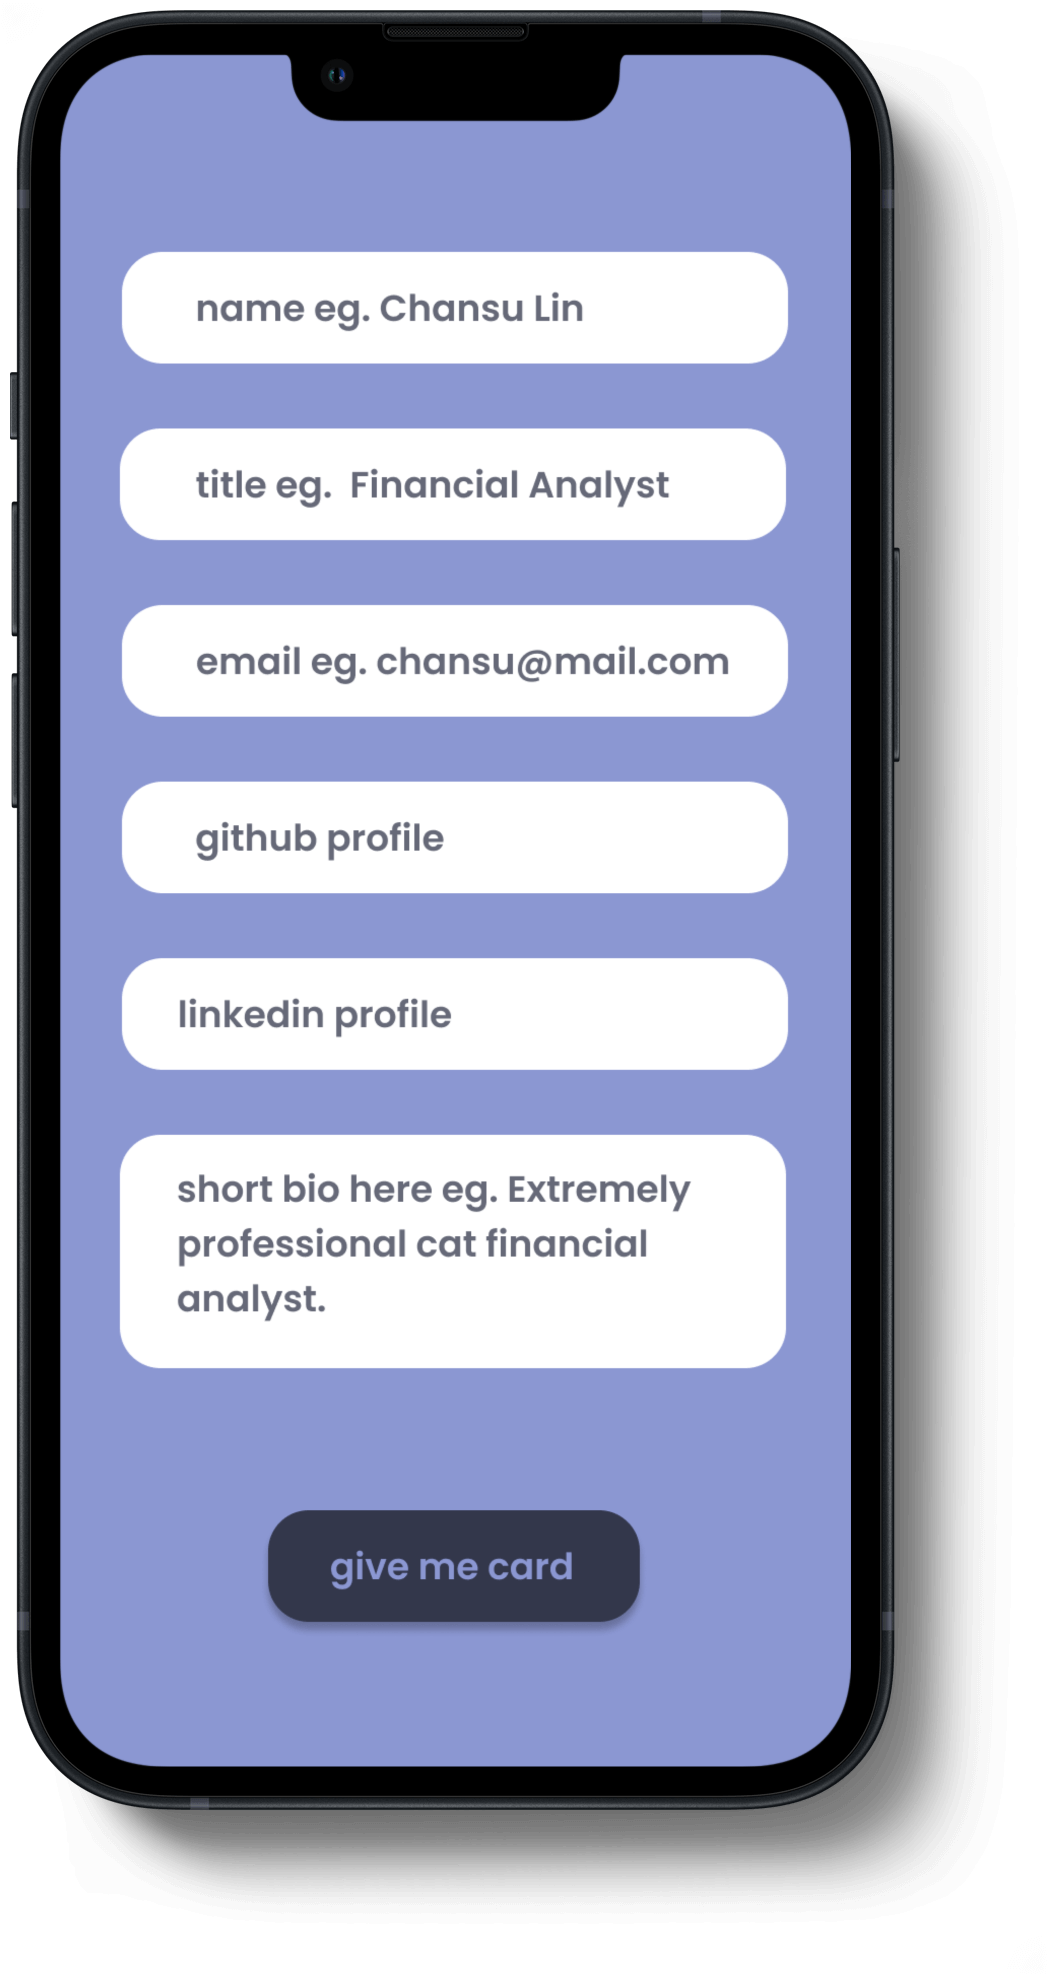 name eg. Chansu Lin
title eg.  Financial Analyst
email eg. chansu@mail.com
github profile
linkedin profile
short bio here eg. Extremely
professional cat financial
analyst.
give me card